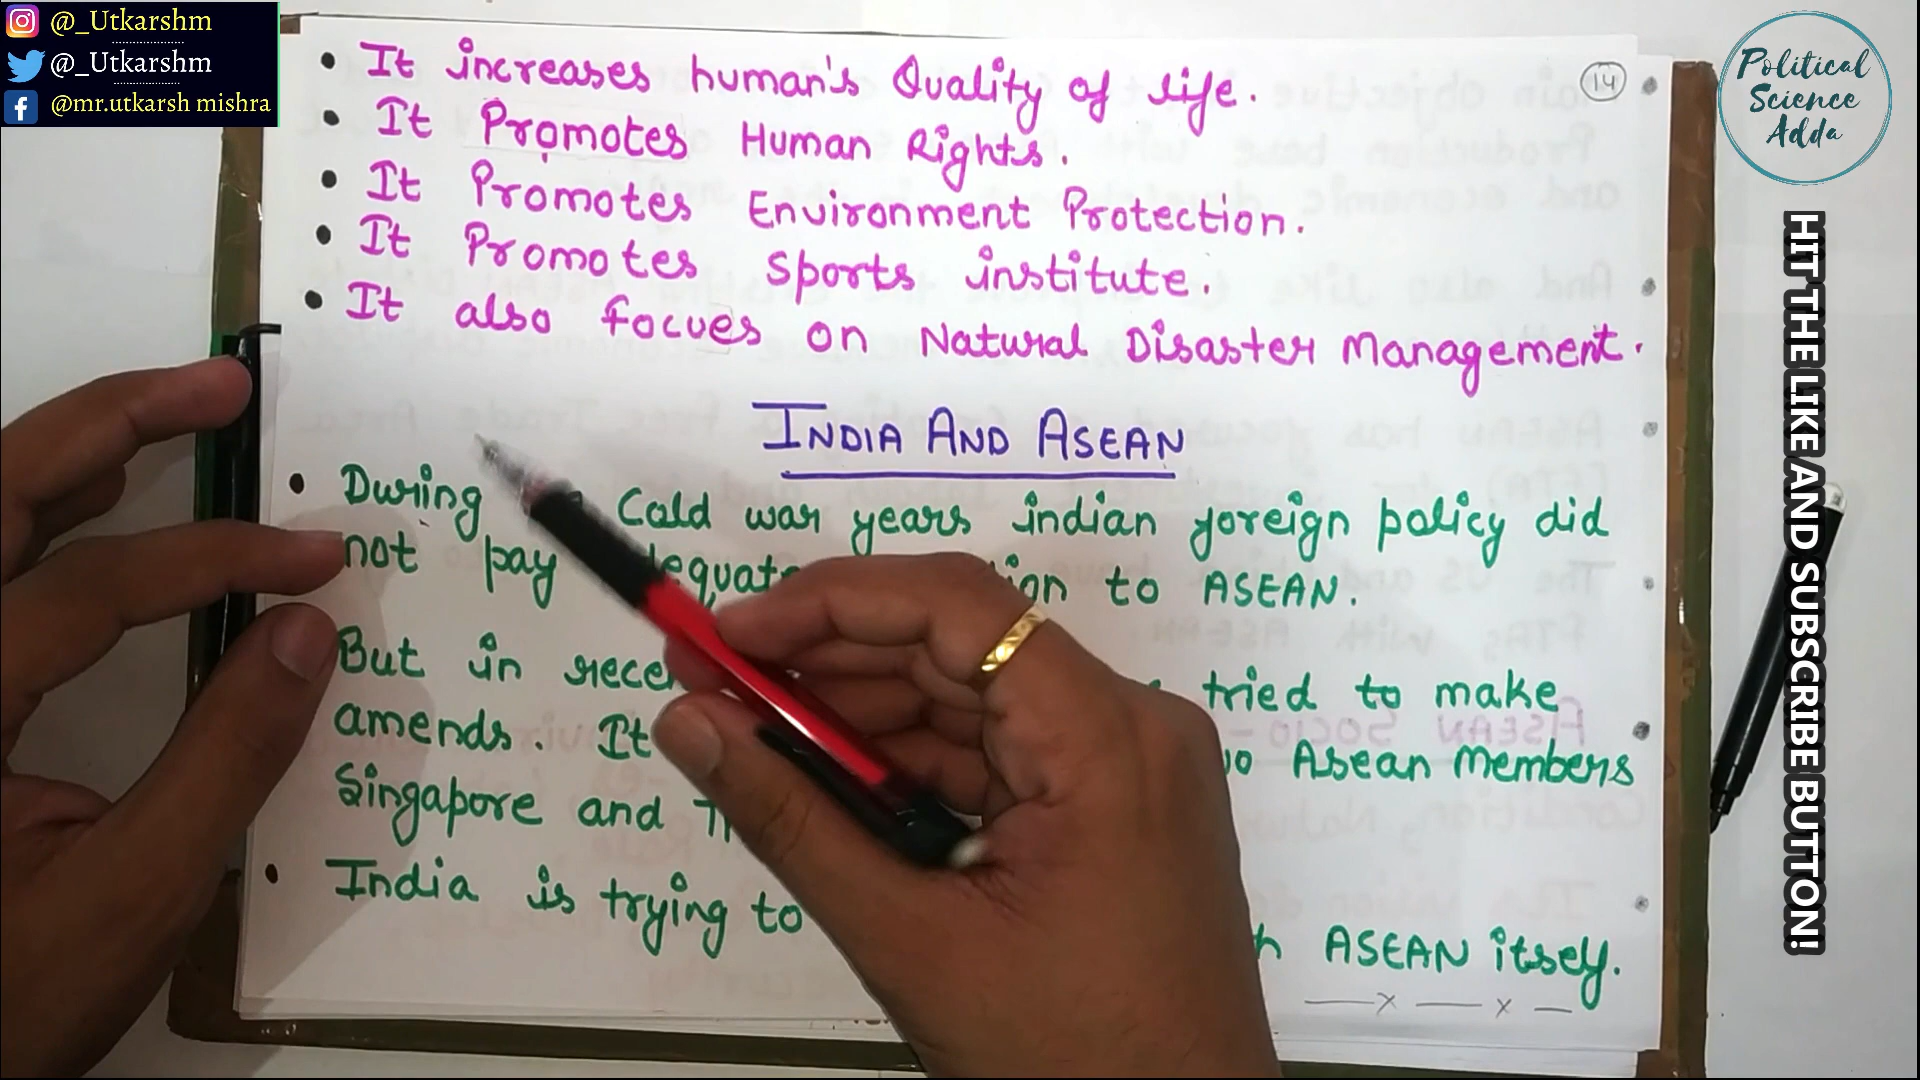 @_Utkarshm
@_Utkarshm
@mr.utkarsh mishra
It increases human's Quality of life.
14
It Promotes Human Rights.
It Promotes Environment Protection.
It Promotes Sports institute.
It also focues on Natural Disaster Management.
INDIA AND ASEAN
During Cold war years indian foreign policy did
not pay to ASEAN.
But in tried to make
amends. It Asean Members
Singapore and
India is trying to ASEAN itself.
Political
Science
Adda
HIT THE LIKE AND SUBSCRIBE BUTTON!